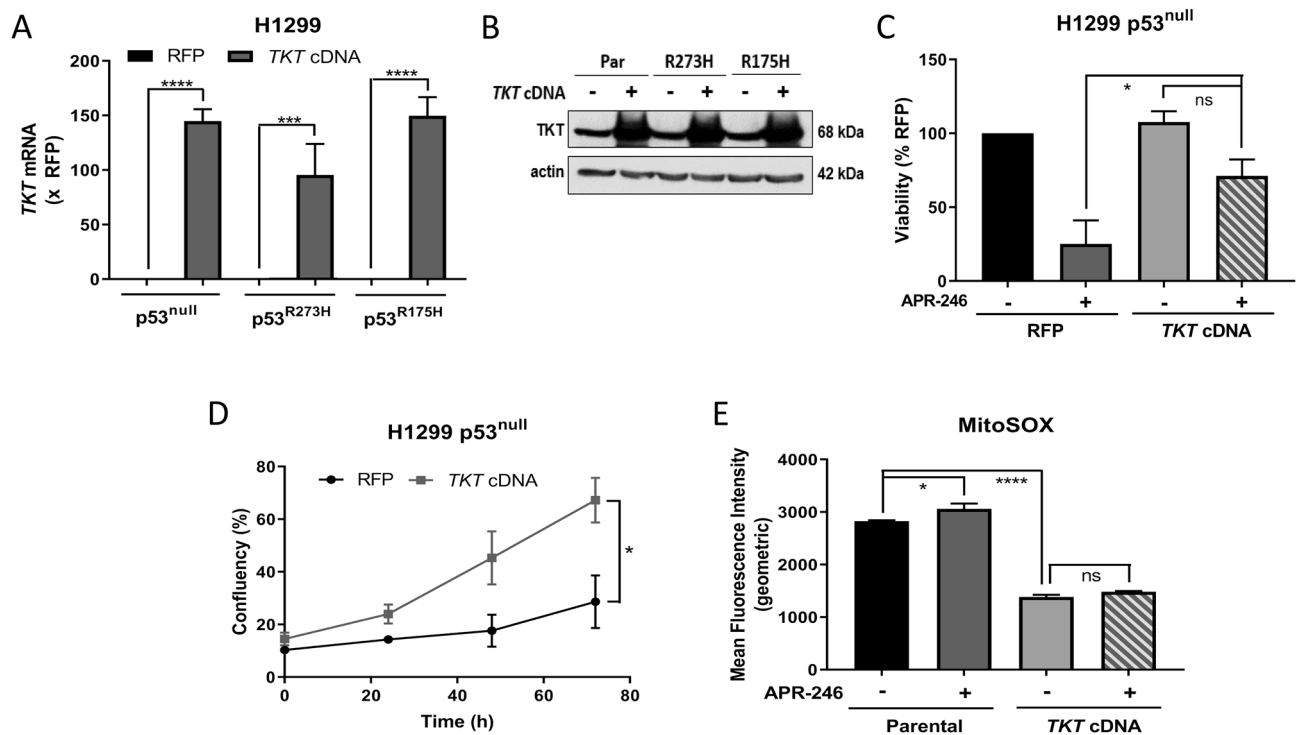 A
H1299
RFP
TKT cDNA
TKT mRNA
(x RFP)
200
150
100
50
0
****
***
****
p53null
p53R273H
p53R175H
B
Par
R273H
R175H
TKT cDNA
-
+
-
+
-
+
TKT
68 kDa
actin
42 kDa
C
H1299 p53null
Viability (% RFP)
150
100
50
0
*
ns
APR-246
-
+
-
+
RFP
TKT cDNA
D
H1299 p53null
RFP
TKT cDNA
Confluency (%)
80
60
40
20
0
*
0
20
40
60
80
Time (h)
E
MitoSOX
Mean Fluorescence Intensity
(geometric)
4000
3000
2000
1000
0
*
****
ns
APR-246
-
+
-
+
Parental
TKT cDNA